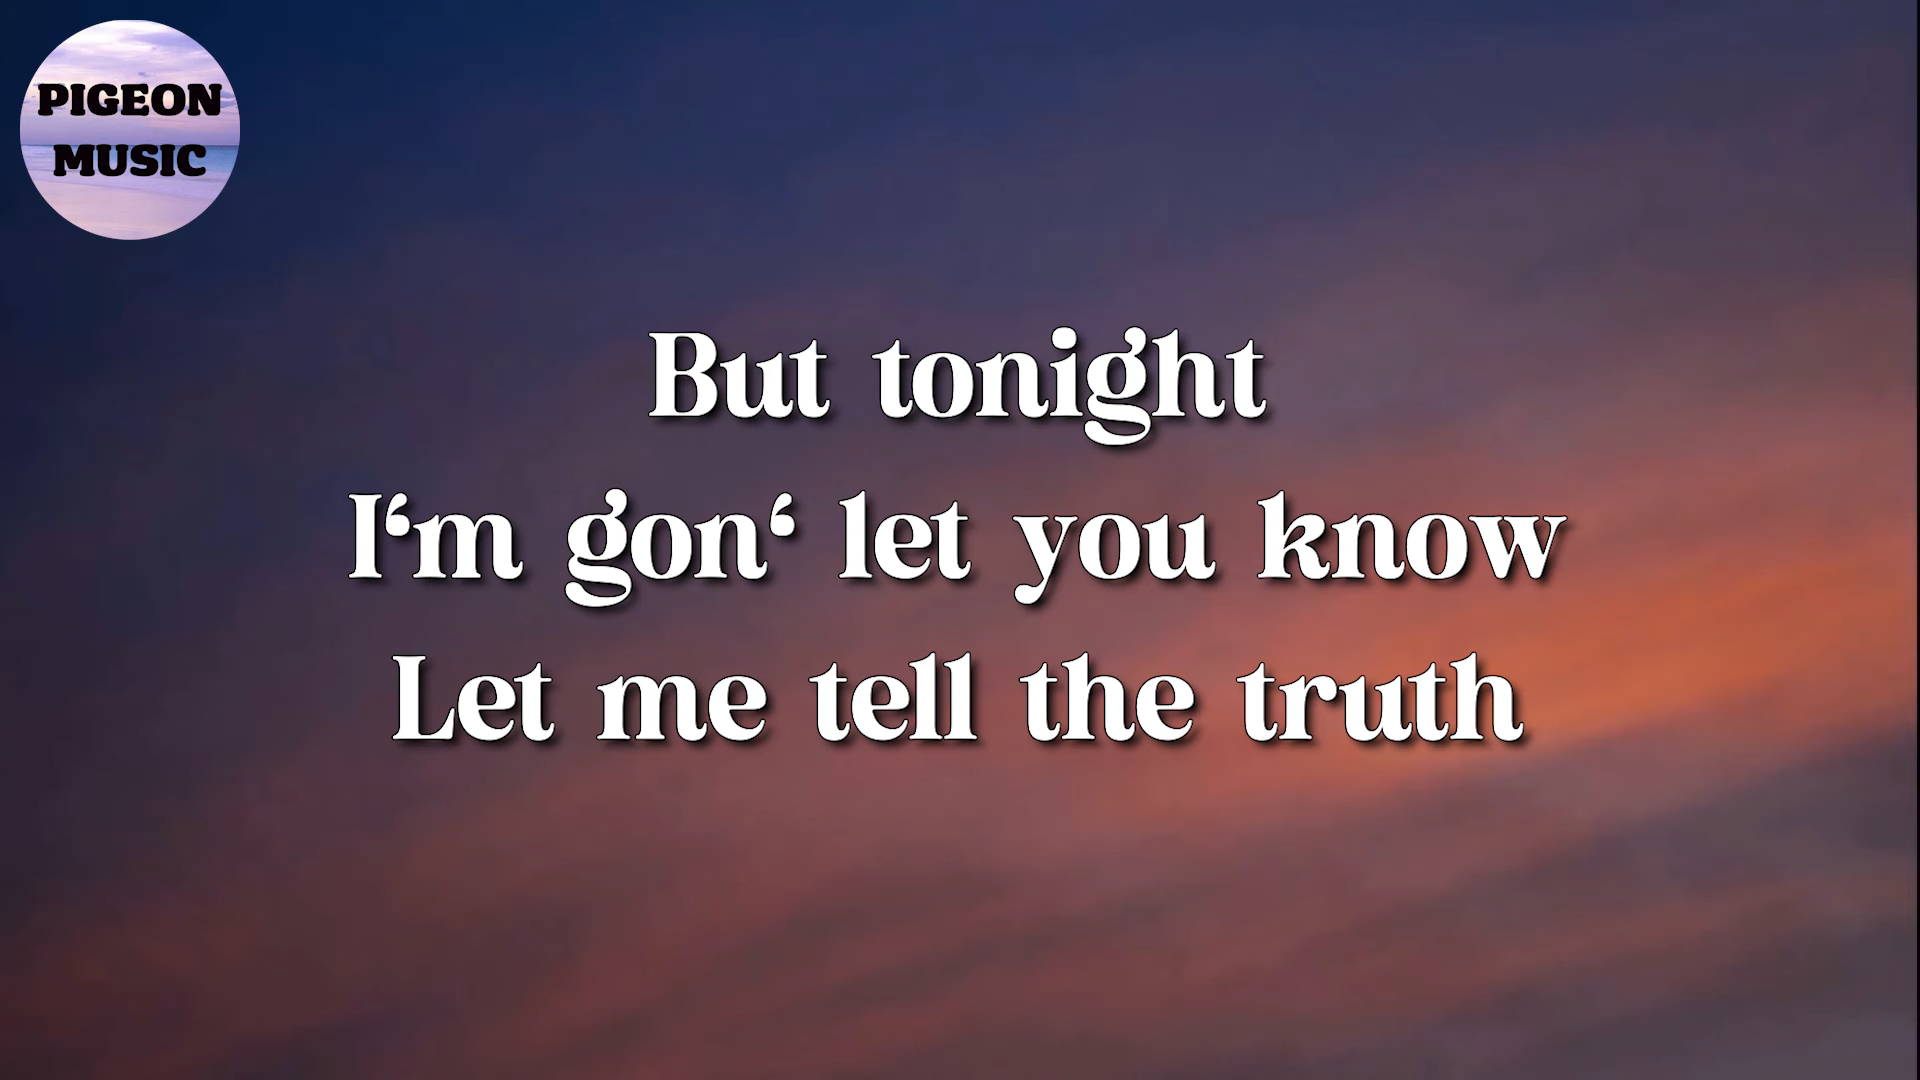 PIGEON
MUSIC
But tonight
I‘m gon‘ let you know
Let me tell the truth